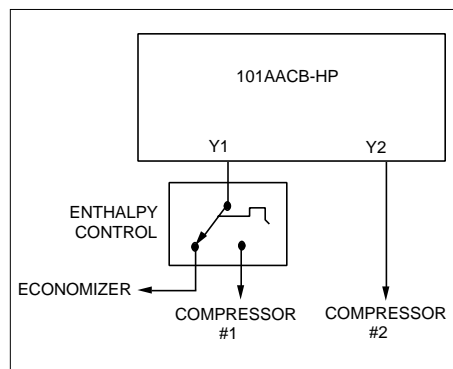 101AACB-HP
Y1
Y2
ENTHALPY
CONTROL
ECONOMIZER
COMPRESSOR
#1
COMPRESSOR
#2